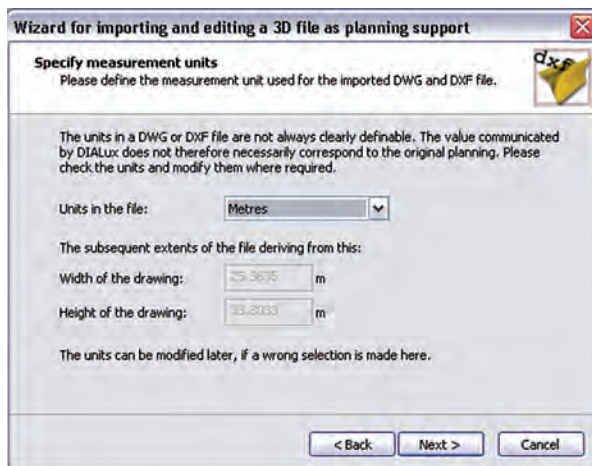 Wizard for importing and editing a 3D file as planning support
Specify measurement units
Please define the measurement unit used for the imported DWG and DXF file.
dxf
The units in a DWG or DXF file are not always clearly definable. The value communicated
by DIALux does not therefore necessarily correspond to the original planning. Please
check the units and modify them where required.
Units in the file: Metres
The subsequent extents of the file deriving from this:
Width of the drawing: m
Height of the drawing: m
The units can be modified later, if a wrong selection is made here.
< Back Next > Cancel